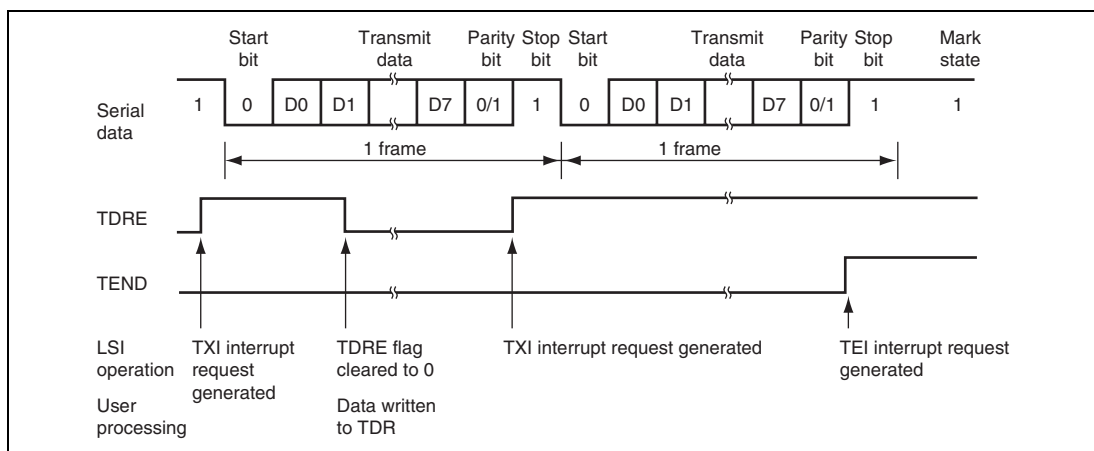 Start Transmit Parity Stop Start Transmit Parity Stop Mark
bit data bit bit bit data bit bit state
Serial data
1 0 D0 D1 D7 0/1 1 0 D0 D1 D7 0/1 1 1
1 frame 1 frame
TDRE
TEND
LSI operation
TXI interrupt request generated
TDRE flag cleared to 0
TXI interrupt request generated
TEI interrupt request generated
User processing
Data written to TDR